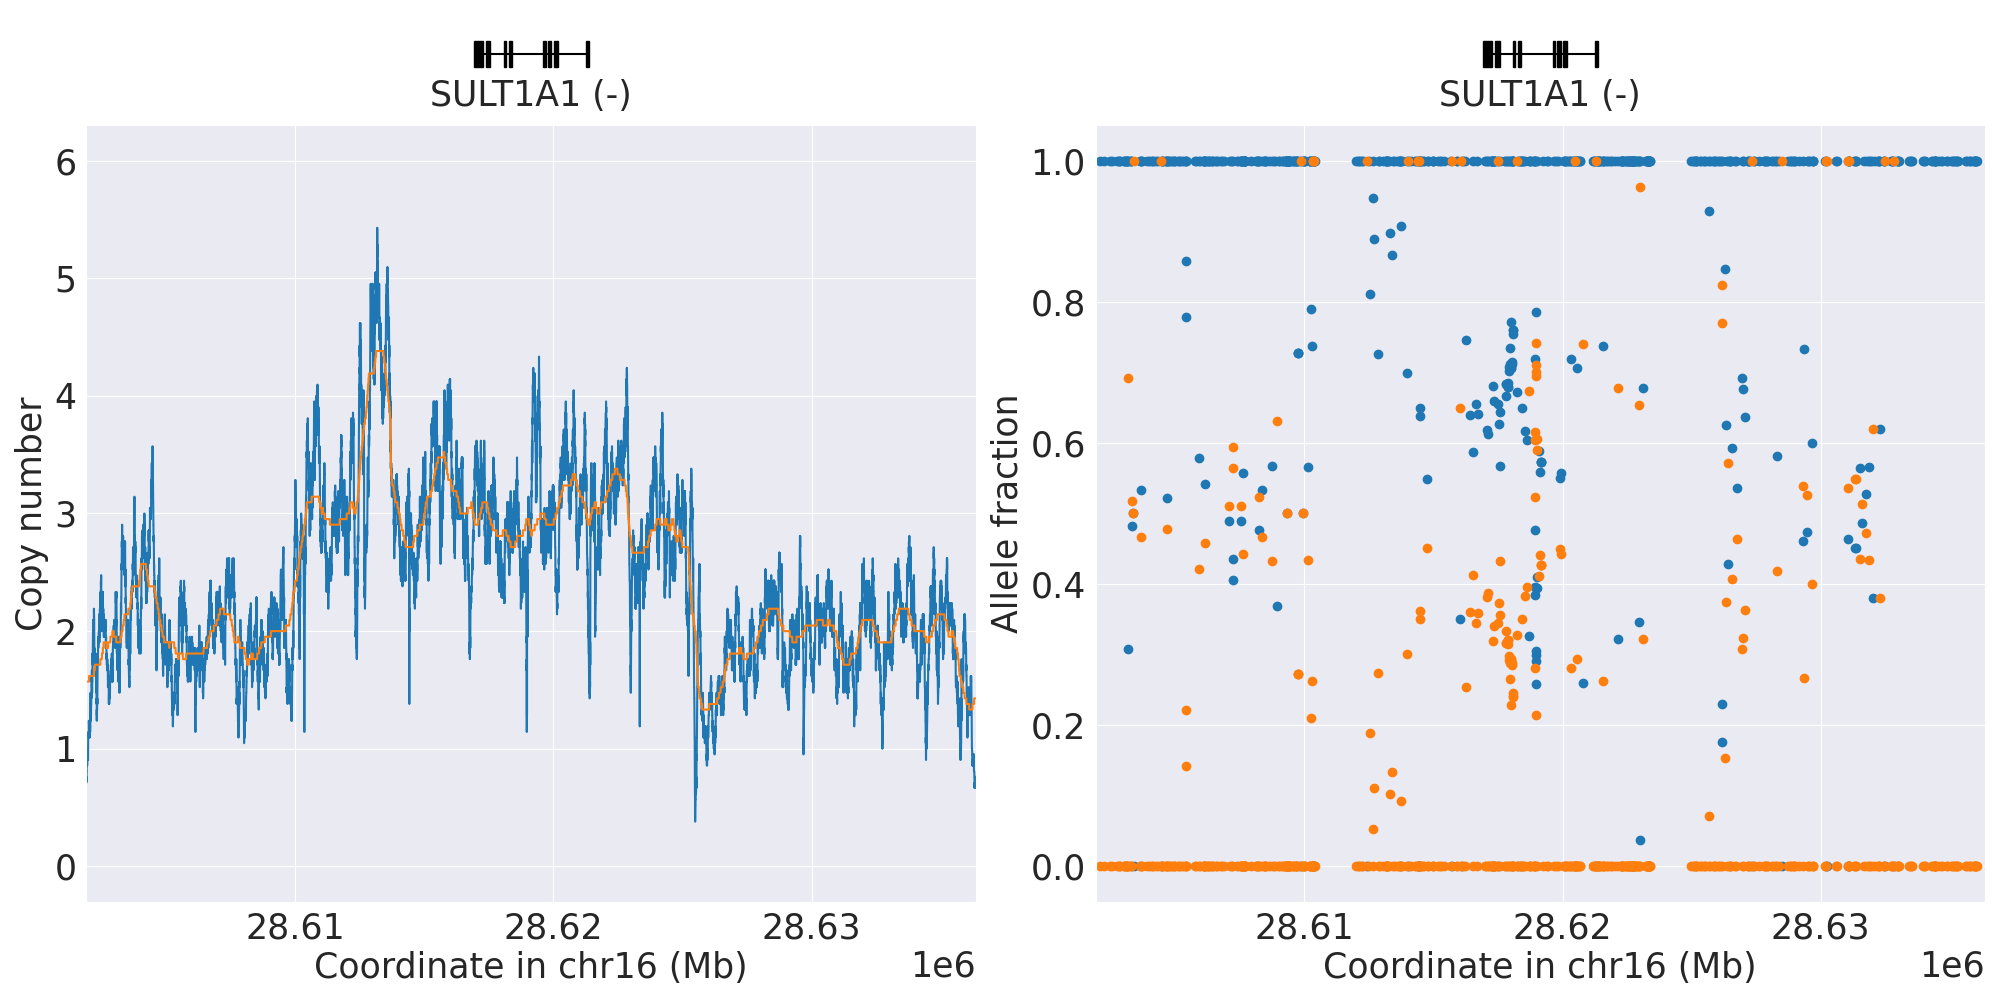 SULT1A1 (-)
6
5
4
3
2
1
0
Copy number
28.61 28.62 28.63
Coordinate in chr16 (Mb) 1e6
SULT1A1 (-)
1.0
0.8
0.6
0.4
0.2
0.0
Allele fraction
28.61 28.62 28.63
Coordinate in chr16 (Mb) 1e6